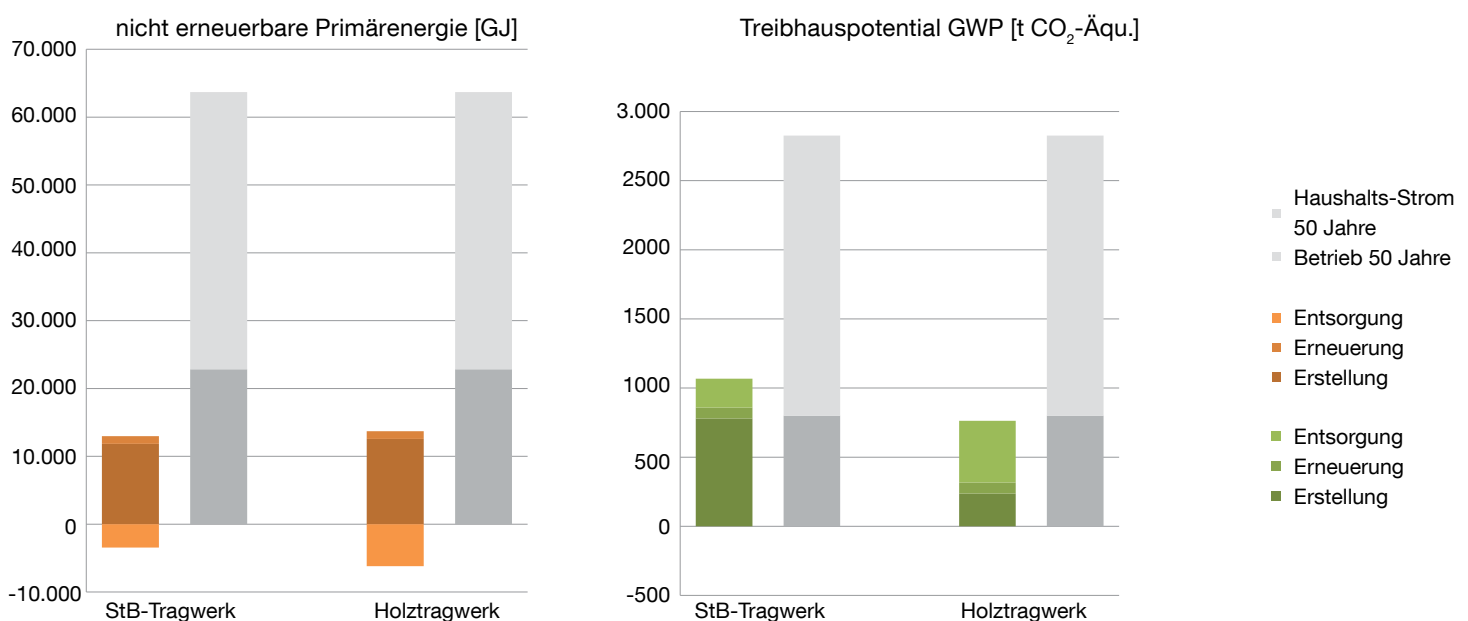 nicht erneuerbare Primärenergie [GJ]
70.000
60.000
50.000
40.000
30.000
20.000
10.000
0
-10.000
StB-Tragwerk
Holztragwerk
Treibhauspotential GWP [t CO₂-Äqu.]
3.000
2500
2000
1500
1000
500
0
-500
StB-Tragwerk
Holztragwerk
Haushalts-Strom
50 Jahre
Betrieb 50 Jahre
Entsorgung
Erneuerung
Erstellung
Entsorgung
Erneuerung
Erstellung